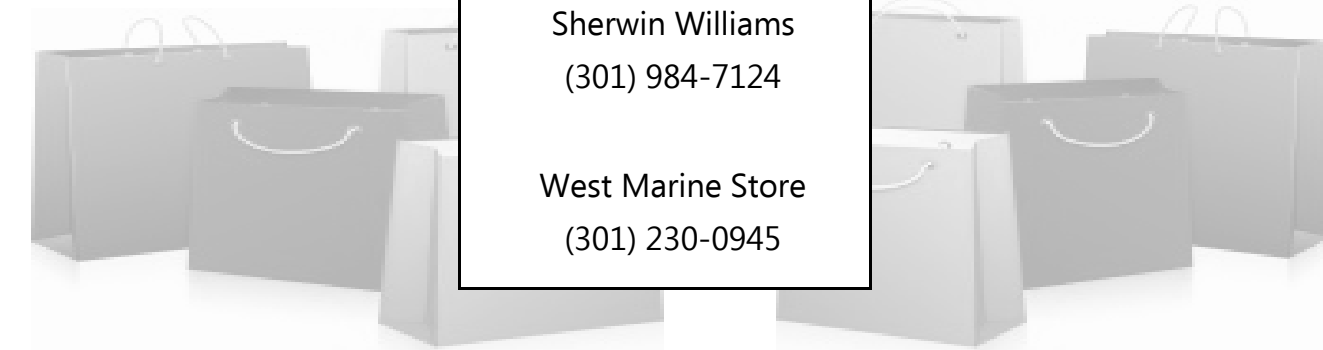 Sherwin Williams
(301) 984-7124
West Marine Store
(301) 230-0945